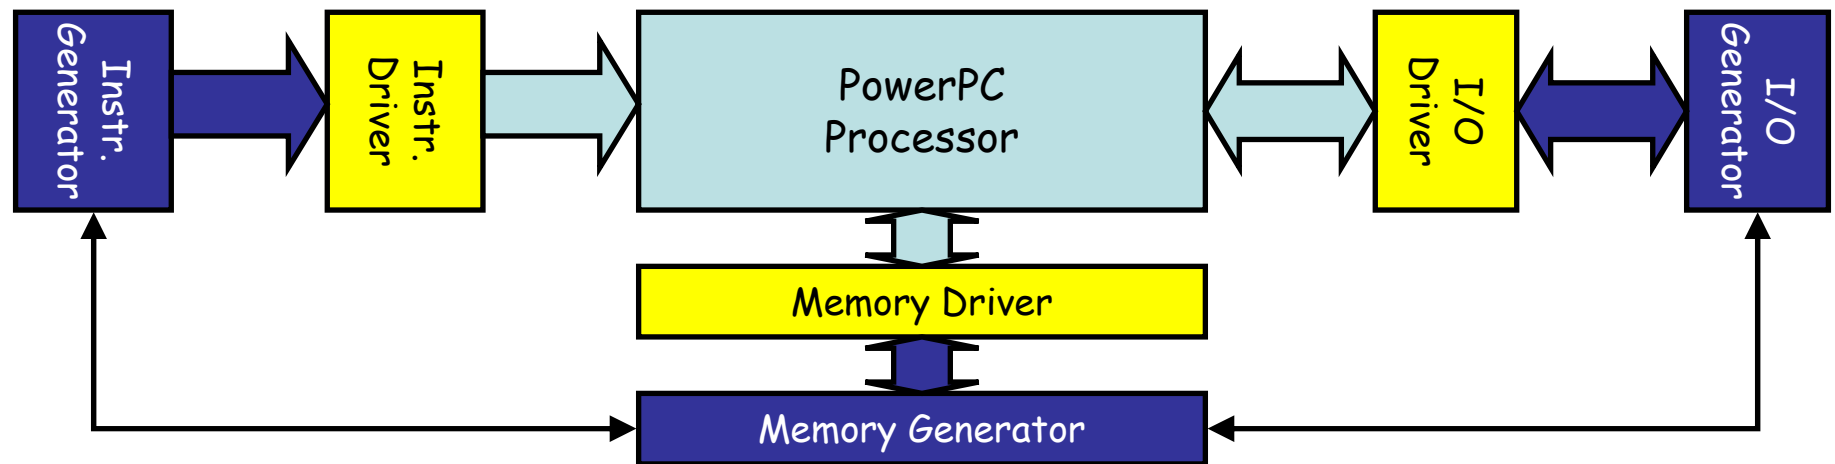 Instr.
Generator
Instr.
Driver
PowerPC
Processor
I/O
Driver
I/O
Generator
Memory Driver
Memory Generator